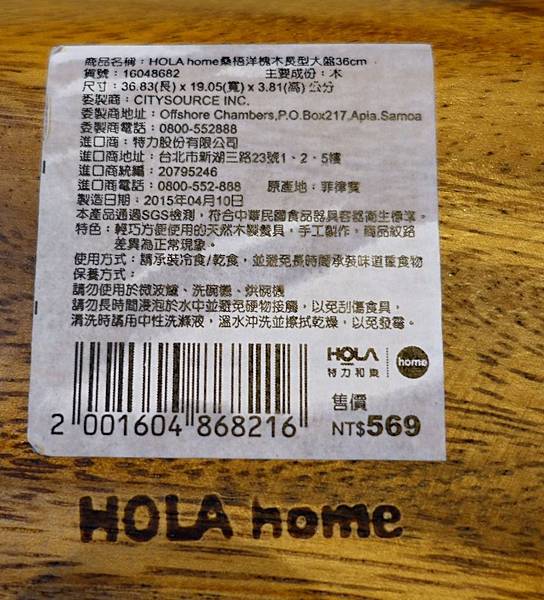 商品名稱：HOLA home桑梧洋槐木長型大盤36cm
貨號：16048682 主要成份：木
尺寸：36.83(長) x 19.05(寬) x 3.81(高) 公分
委製商：CITYSOURCE INC.
委製商地址：Offshore Chambers,P.O.Box217,Apia.Samoa
委製商電話：0800-552888
進口商：特力股份有限公司
進口商地址：台北市新湖三路23號1、2、5樓
進口商統編：20795246
進口商電話：0800-552-888 原產地：菲律賓
製造日期：2015年04月10日
本產品通過SGS檢測，符合中華民國食品器具容器衛生標準。
特色：輕巧方便使用的天然木製餐具，手工製作，商品紋路
差異為正常現象。
使用方式：請承裝冷食/乾食，並避免長時間承裝味道重食物
保養方式：
請勿使用於微波爐、洗碗機、烘碗機
請勿長時間浸泡於水中並避免硬物接觸，以免刮傷食具，
清洗時請用中性洗滌液，溫水沖洗並擦拭乾燥，以免發霉。
HOLA home
特力和樂
售價
NT$569
2 001604 868216
HOLA home